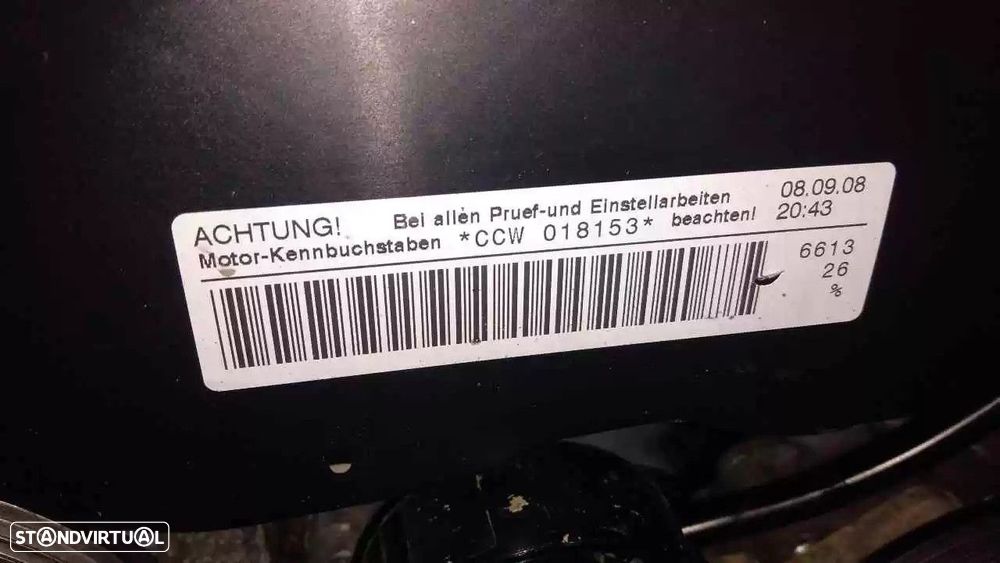 ACHTUNG! Bei allen Pruef-und Einstellarbeiten 08.09.08
Motor-Kennbuchstaben *CCW 018153* beachten! 20:43
6613
26
%
STANDVIRTUAL